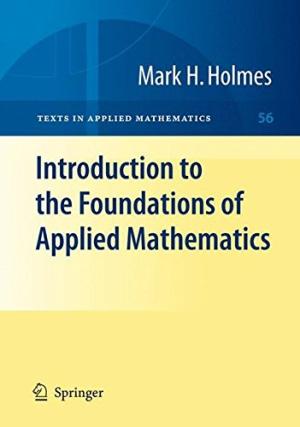 Mark H. Holmes
TEXTS IN APPLIED MATHEMATICS 56
Introduction to
the Foundations of
Applied Mathematics
Springer